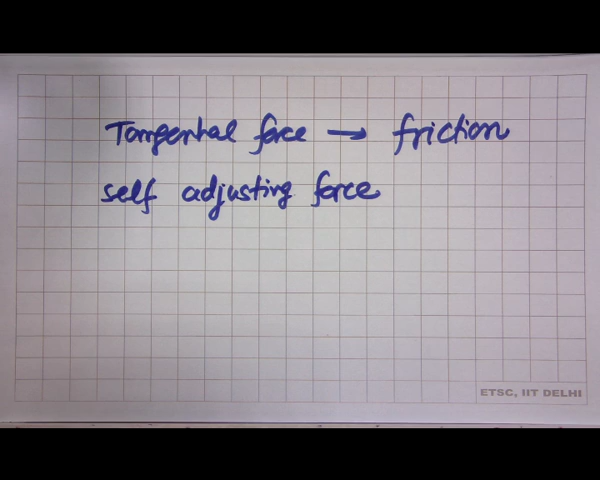 Tangential force → friction
self adjusting force
ETSC, IIT DELHI